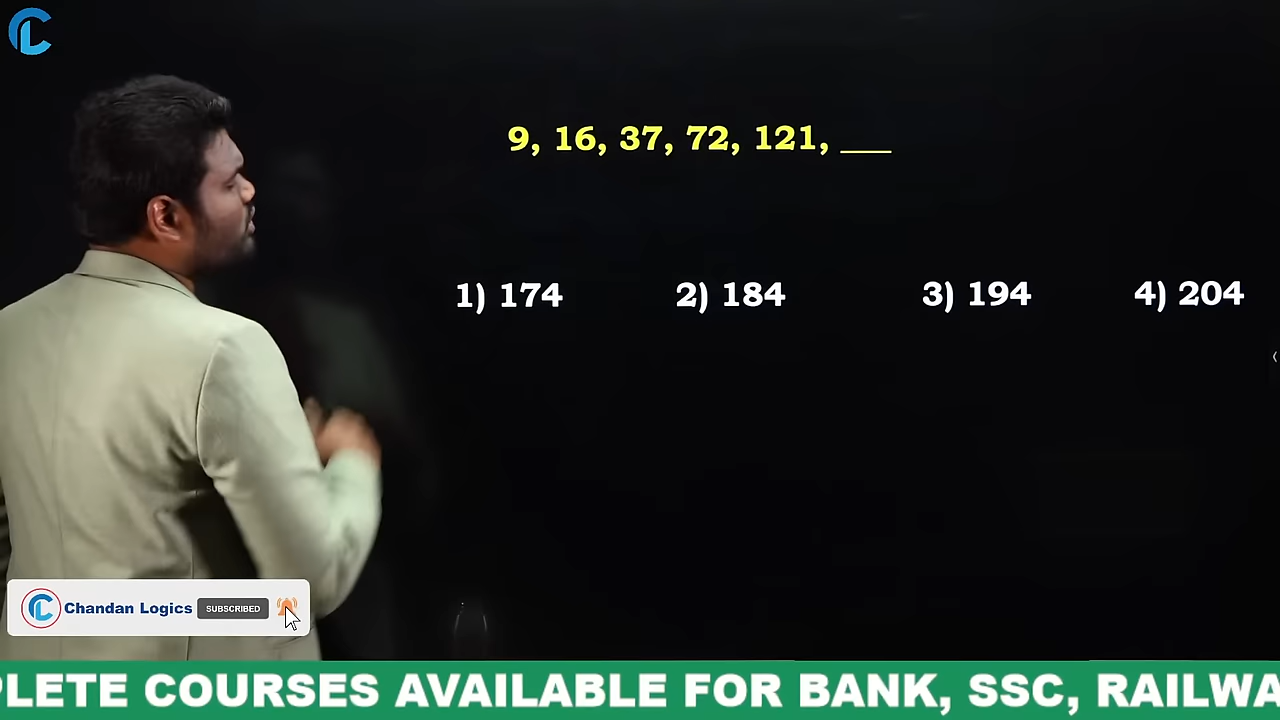 9, 16, 37, 72, 121, ___
1) 174 2) 184 3) 194 4) 204
Chandan Logics SUBSCRIBED
PLETE COURSES AVAILABLE FOR BANK, SSC, RAILWA